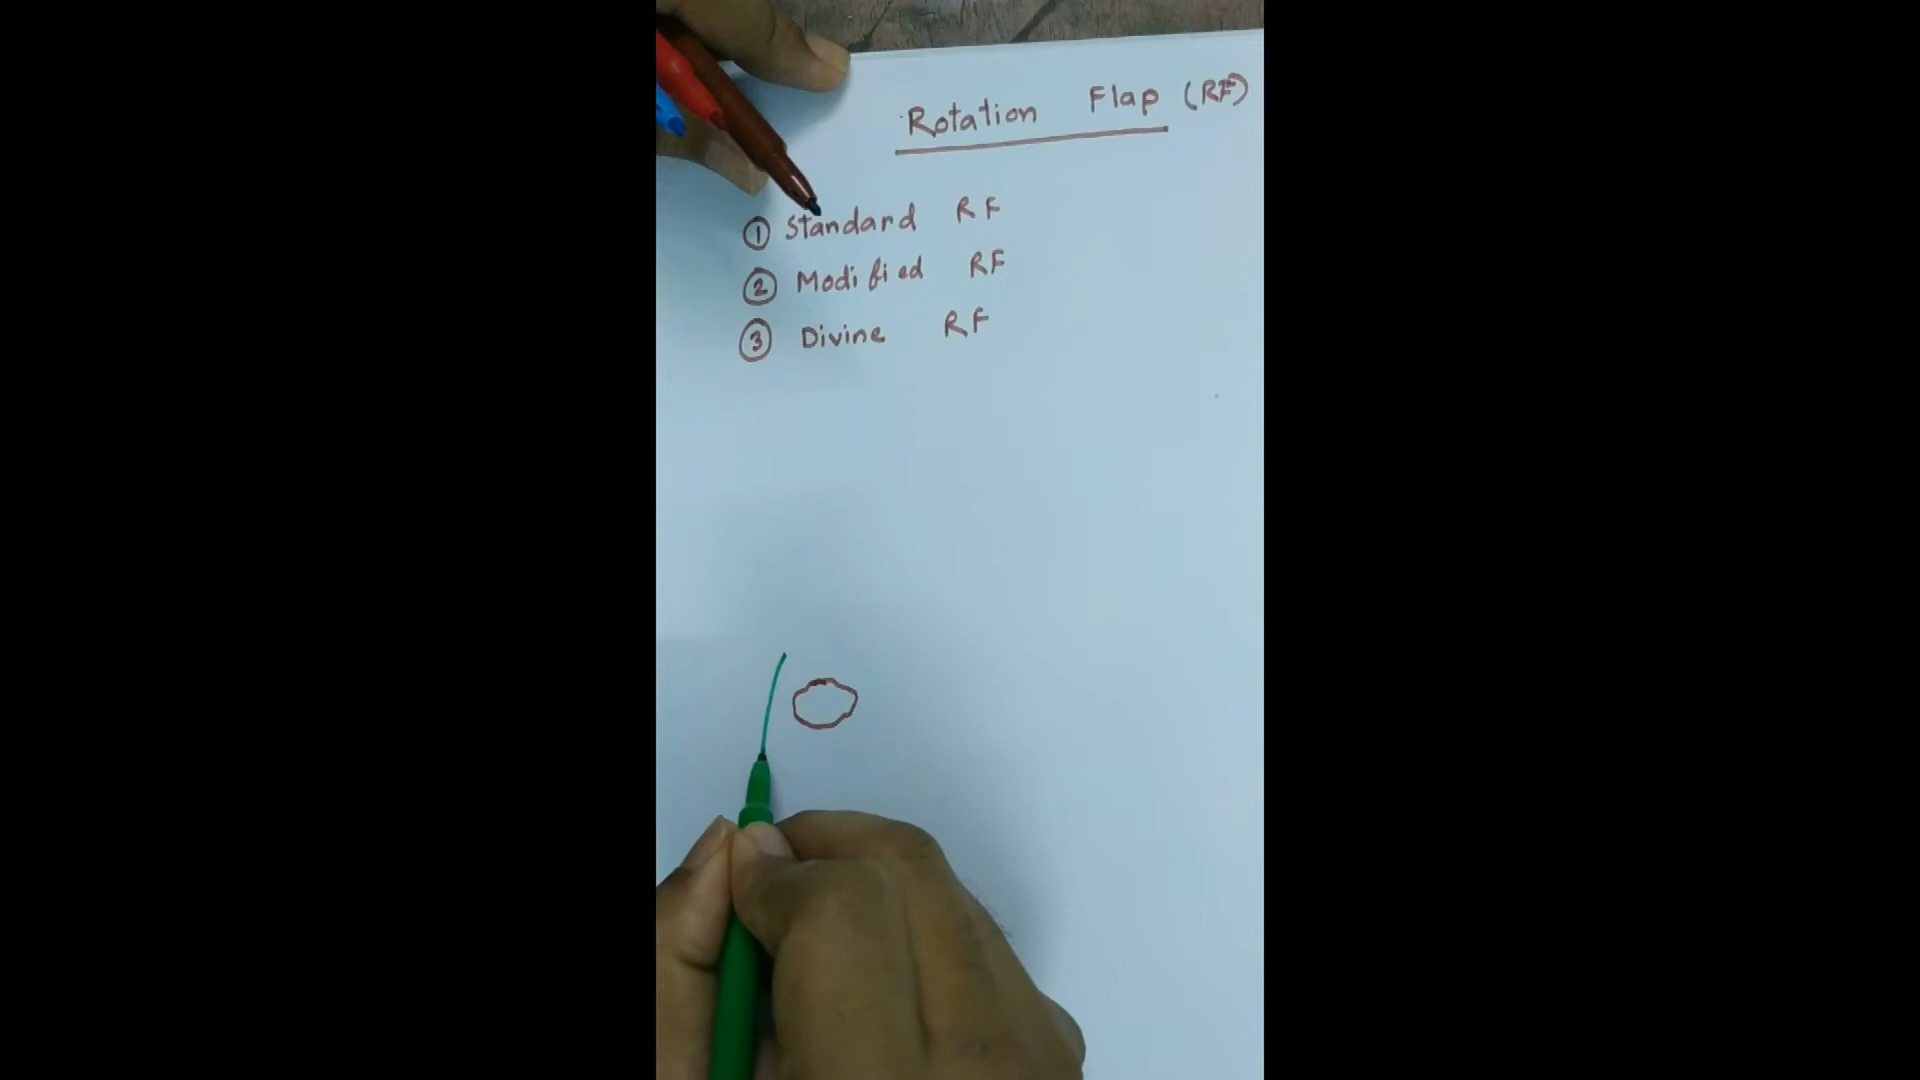 Rotation Flap (RF)
1 Standard RF
2 Modified RF
3 Divine RF